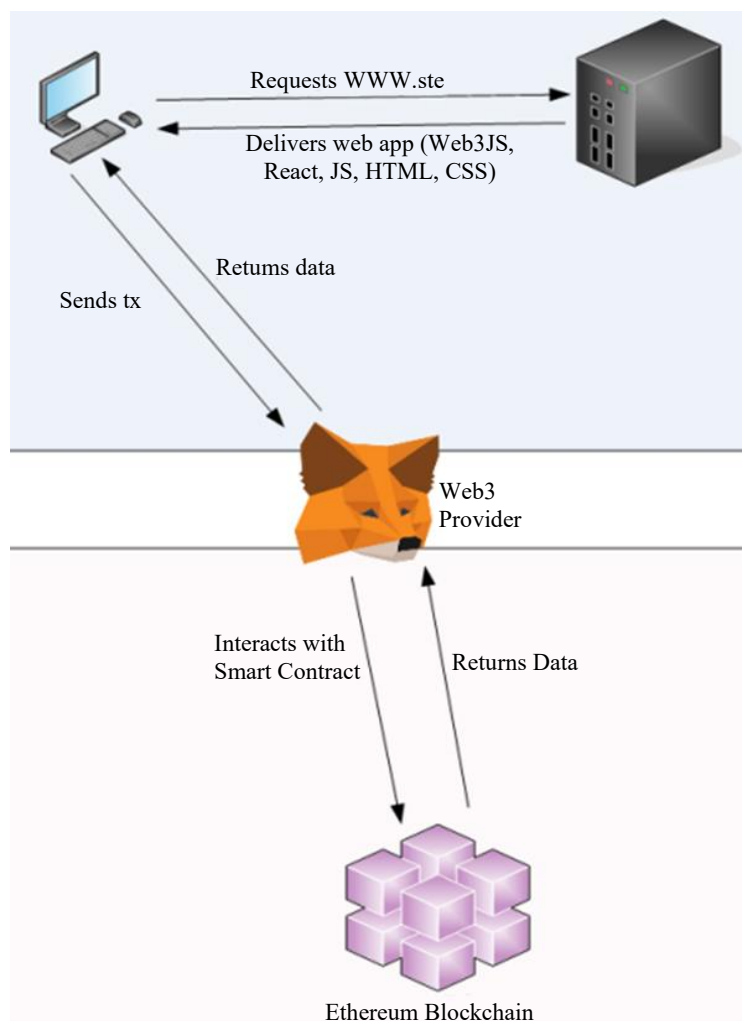 Requests WWW.ste
Delivers web app (Web3JS,
React, JS, HTML, CSS)
Retums data
Sends tx
Web3
Provider
Interacts with
Smart Contract
Returns Data
Ethereum Blockchain